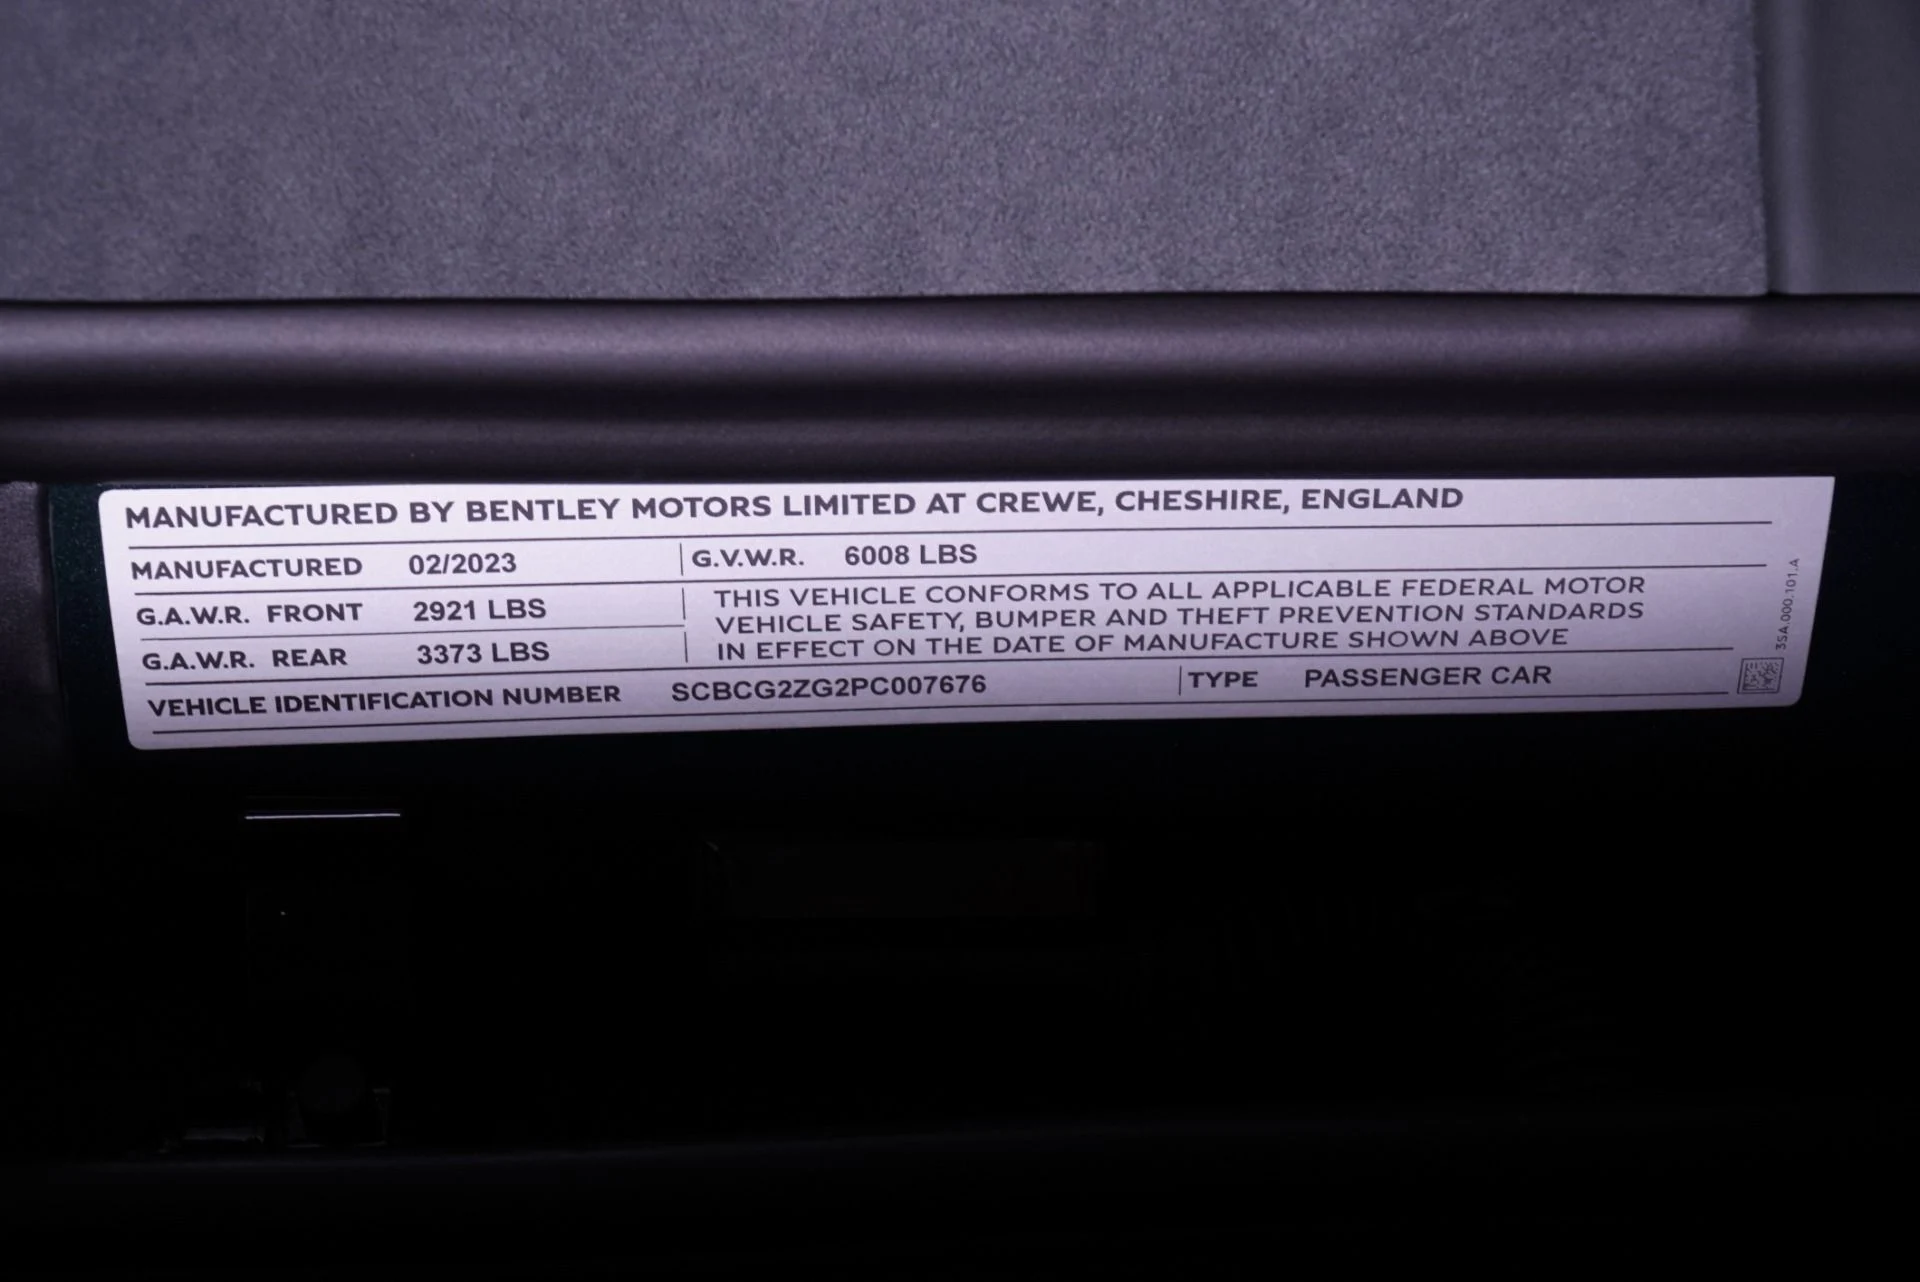 MANUFACTURED BY BENTLEY MOTORS LIMITED AT CREWE, CHESHIRE, ENGLAND
MANUFACTURED 02/2023 G.V.W.R. 6008 LBS
G.A.W.R. FRONT 2921 LBS
G.A.W.R. REAR 3373 LBS
THIS VEHICLE CONFORMS TO ALL APPLICABLE FEDERAL MOTOR
VEHICLE SAFETY, BUMPER AND THEFT PREVENTION STANDARDS
IN EFFECT ON THE DATE OF MANUFACTURE SHOWN ABOVE
VEHICLE IDENTIFICATION NUMBER SCBCG2ZG2PC007676 TYPE PASSENGER CAR
3SA.000.101.A